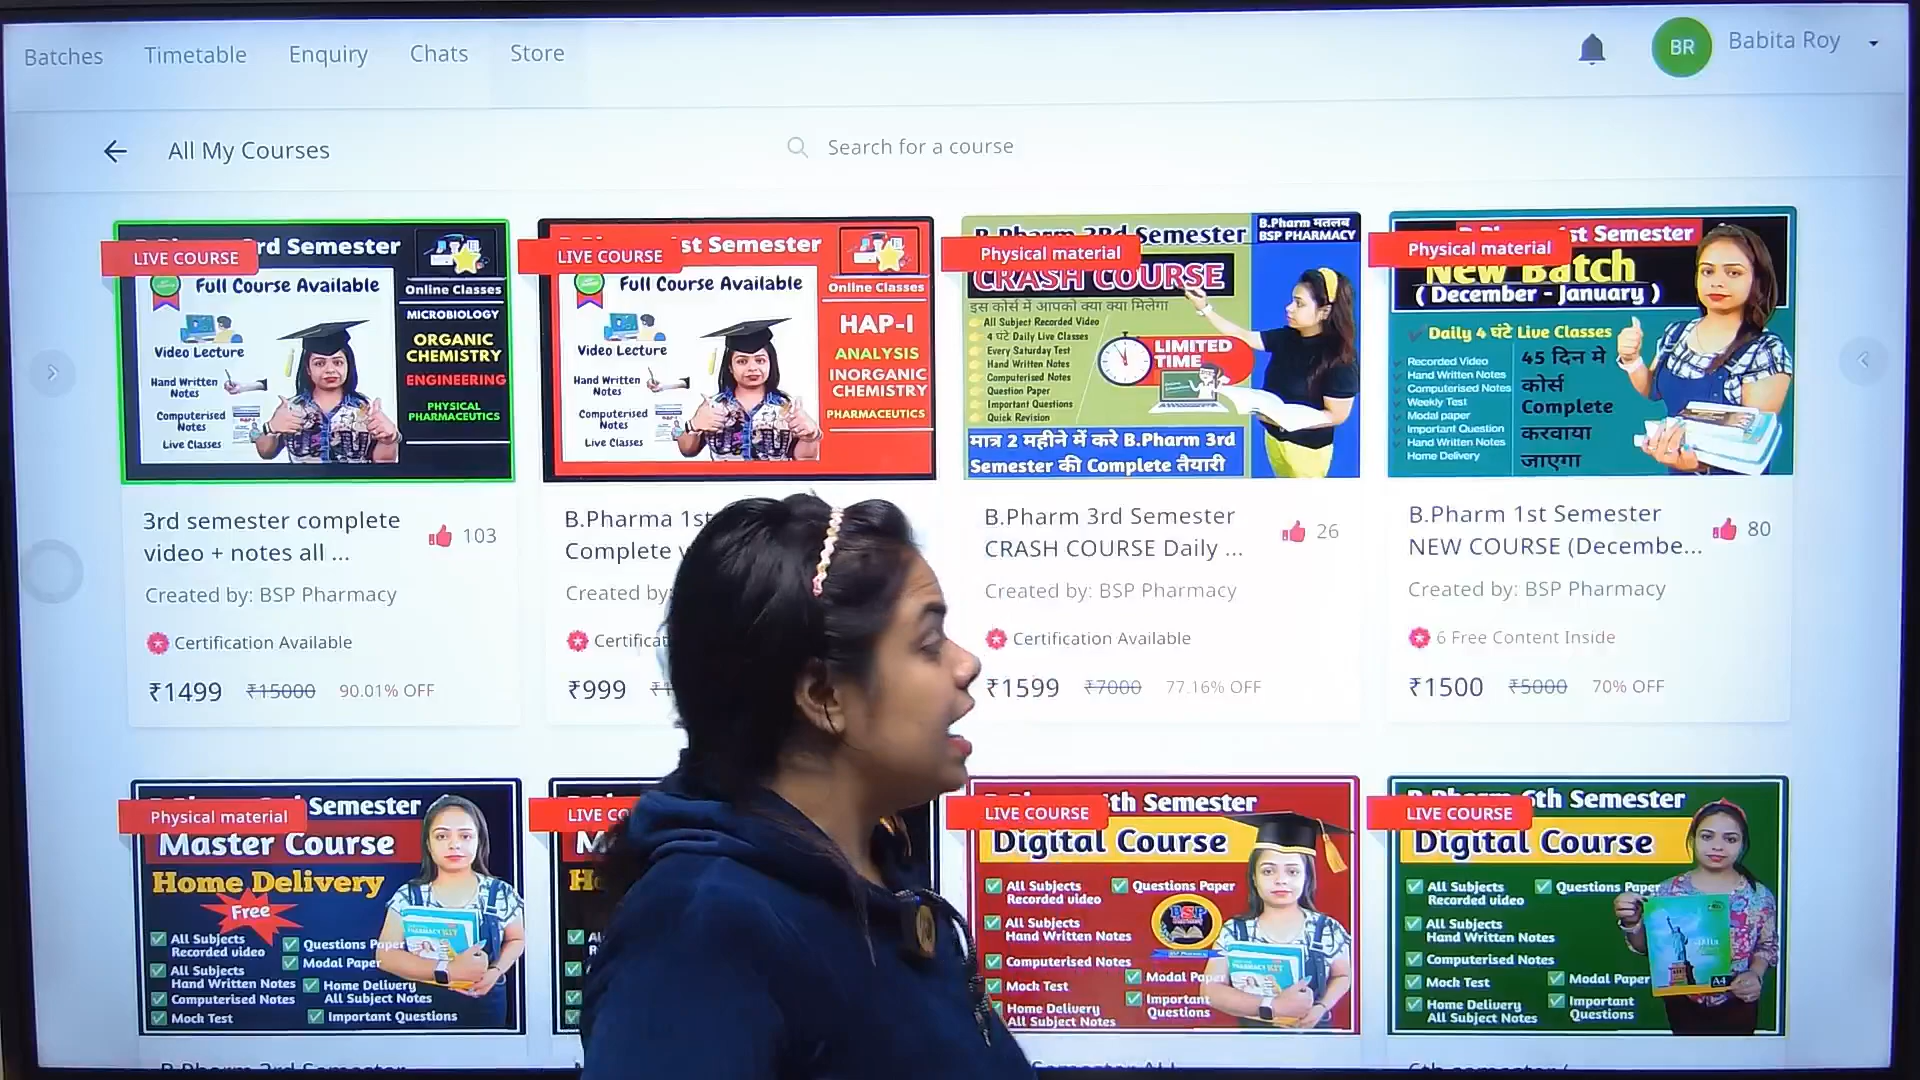 Batches
Timetable
Enquiry
Chats
Store
BR
Babita Roy
All My Courses
Search for a course
LIVE COURSE
rd Semester
Full Course Available
Video Lecture
Hand Written
Notes
Computerised
Notes
Live Classes
Online Classes
MICROBIOLOGY
ORGANIC
CHEMISTRY
ENGINEERING
PHYSICAL
PHARMACEUTICS
3rd semester complete
video + notes all ...
103
Created by: BSP Pharmacy
Certification Available
₹1499 ₹15000 90.01% OFF
LIVE COURSE
st Semester
Full Course Available
Video Lecture
Hand Written
Notes
Computerised
Notes
Live Classes
Online Classes
HAP-I
ANALYSIS
INORGANIC
CHEMISTRY
PHARMACEUTICS
B.Pharma 1st
Complete
Created by:
₹999
Physical material
Semester
CRASH COURSE
इस कोर्स में आपको क्या क्या मिलेगा
All Subject Recorded Video
4 घंटे Daily Live Classes
Every Saturday Test
Hand Written Notes
Computerised Notes
Question Paper
Important Questions
Quick Revision
LIMITED
TIME
B.Pharm मतलब
BSP PHARMACY
मात्र 2 महीने में करे B.Pharm 3rd
Semester की Complete तैयारी
B.Pharm 3rd Semester
CRASH COURSE Daily ...
26
Created by: BSP Pharmacy
Certification Available
₹1599 ₹7000 77.16% OFF
Physical material
st Semester
New Batch
( December - January )
Daily 4 घंटे Live Classes
Recorded Video
Hand Written Notes
Computerised Notes
Weekly Test
Modal paper
Important Question
Hand Written Notes
Home Delivery
45 दिन मे
कोर्स
Complete
करवाया
जाएगा
B.Pharm 1st Semester
NEW COURSE (Decembe...
80
Created by: BSP Pharmacy
6 Free Content Inside
₹1500 ₹5000 70% OFF
Physical material
Semester
Master Course
Home Delivery
Free
All Subjects
Recorded video
All Subjects
Hand Written Notes
Computerised Notes
Mock Test
Questions Paper
Modal Paper
Home Delivery
All Subject Notes
Important Questions
LIVE CO
LIVE COURSE
th Semester
Digital Course
All Subjects
Recorded video
All Subjects
Hand Written Notes
Computerised Notes
Mock Test
Home Delivery
All Subject Notes
Questions Paper
BSP
Modal Paper
Important
Questions
LIVE COURSE
6th Semester
Digital Course
All Subjects
Recorded video
All Subjects
Hand Written Notes
Computerised Notes
Mock Test
Home Delivery
All Subject Notes
Questions Paper
Modal Paper
Important
Questions
A4